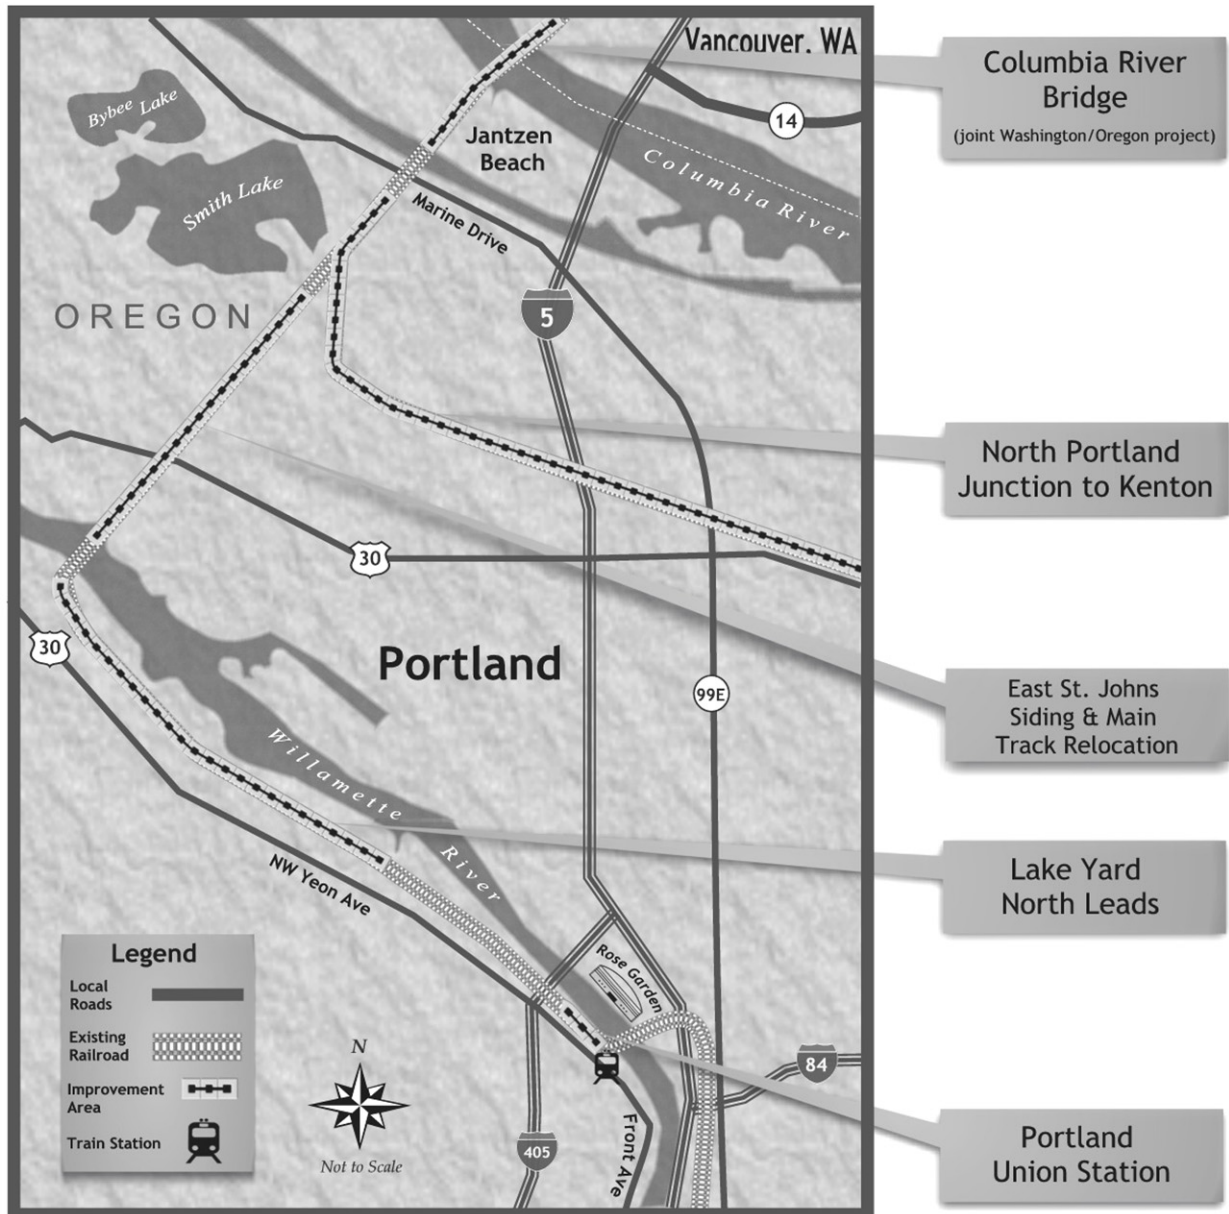 Vancouver, WA
Columbia River
Bridge
(joint Washington/Oregon project)
Bybee Lake
14
Jantzen
Beach
Columbia River
Smith Lake
Marine Drive
OREGON
5
North Portland
Junction to Kenton
30
30
Portland
99E
East St. Johns
Siding & Main
Track Relocation
Willamette River
Lake Yard
North Leads
NW Yeon Ave
Rose Garden
Legend
Local
Roads
Existing
Railroad
Improvement
Area
Train Station
N
Not to Scale
84
405
Front Ave
Portland
Union Station